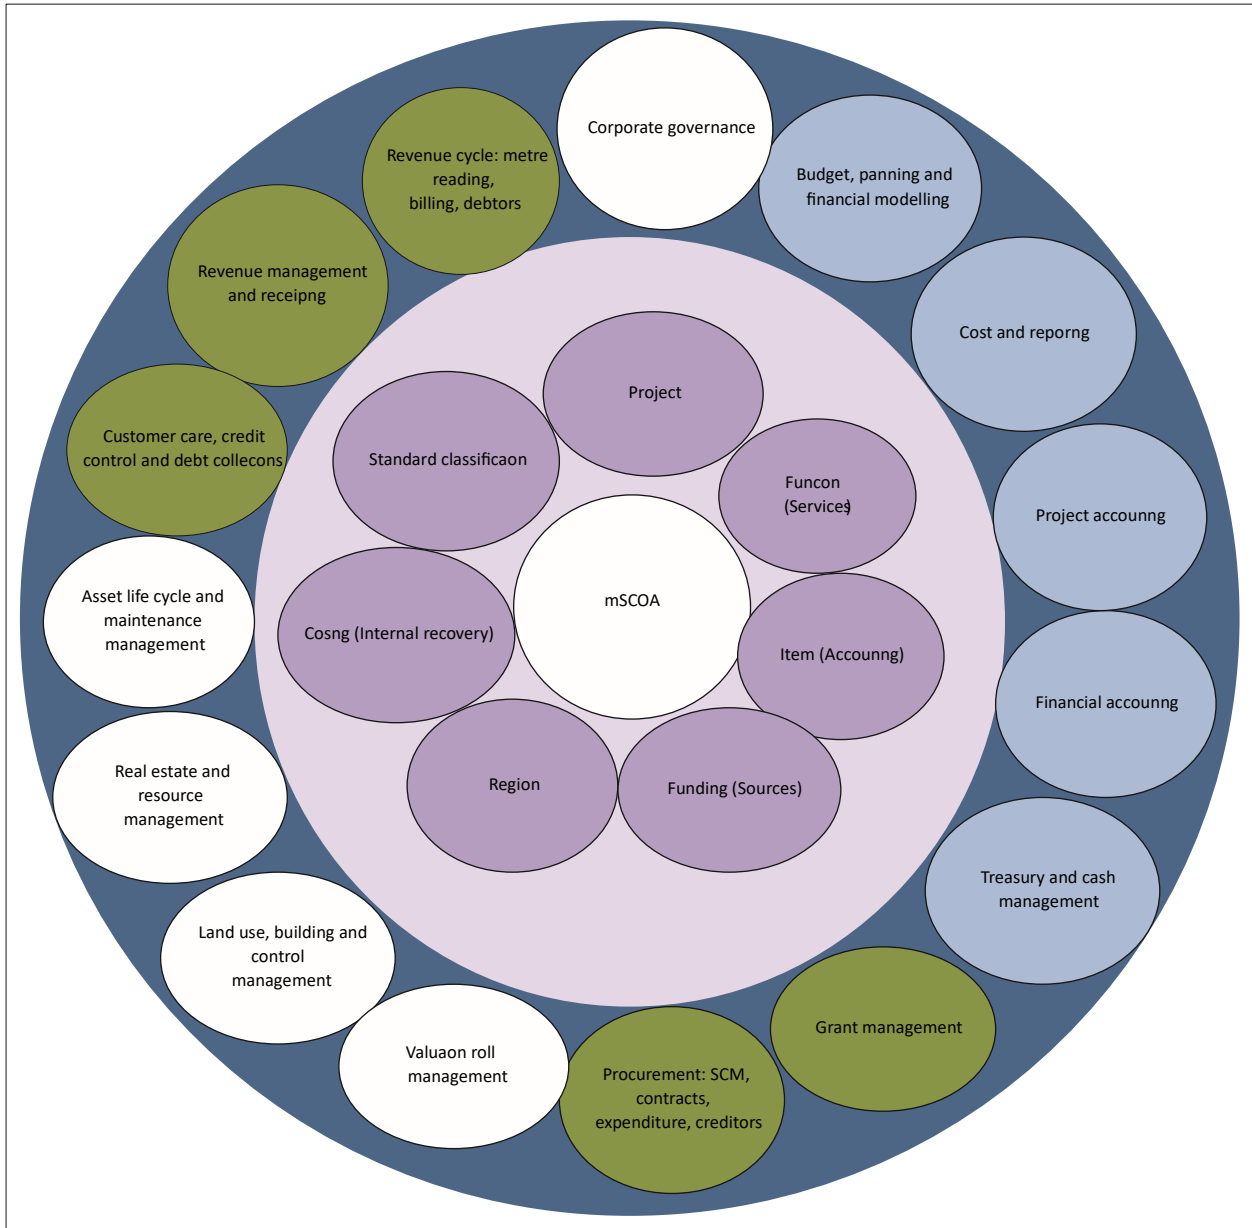 Corporate governance
Budget, panning and
financial modelling
Cost and reporng
Project accounng
Financial accounng
Treasury and cash
management
Grant management
Procurement: SCM,
contracts,
expenditure, creditors
Valuaon roll
management
Land use, building and
control
management
Real estate and
resource
management
Asset life cycle and
maintenance
management
Customer care, credit
control and debt collecons
Revenue management
and receipng
Revenue cycle: metre
reading,
billing, debtors
Project
Funcon
(Services)
Item (Accounng)
Funding (Sources)
Region
Cosng (Internal recovery)
Standard classificaon
mSCOA